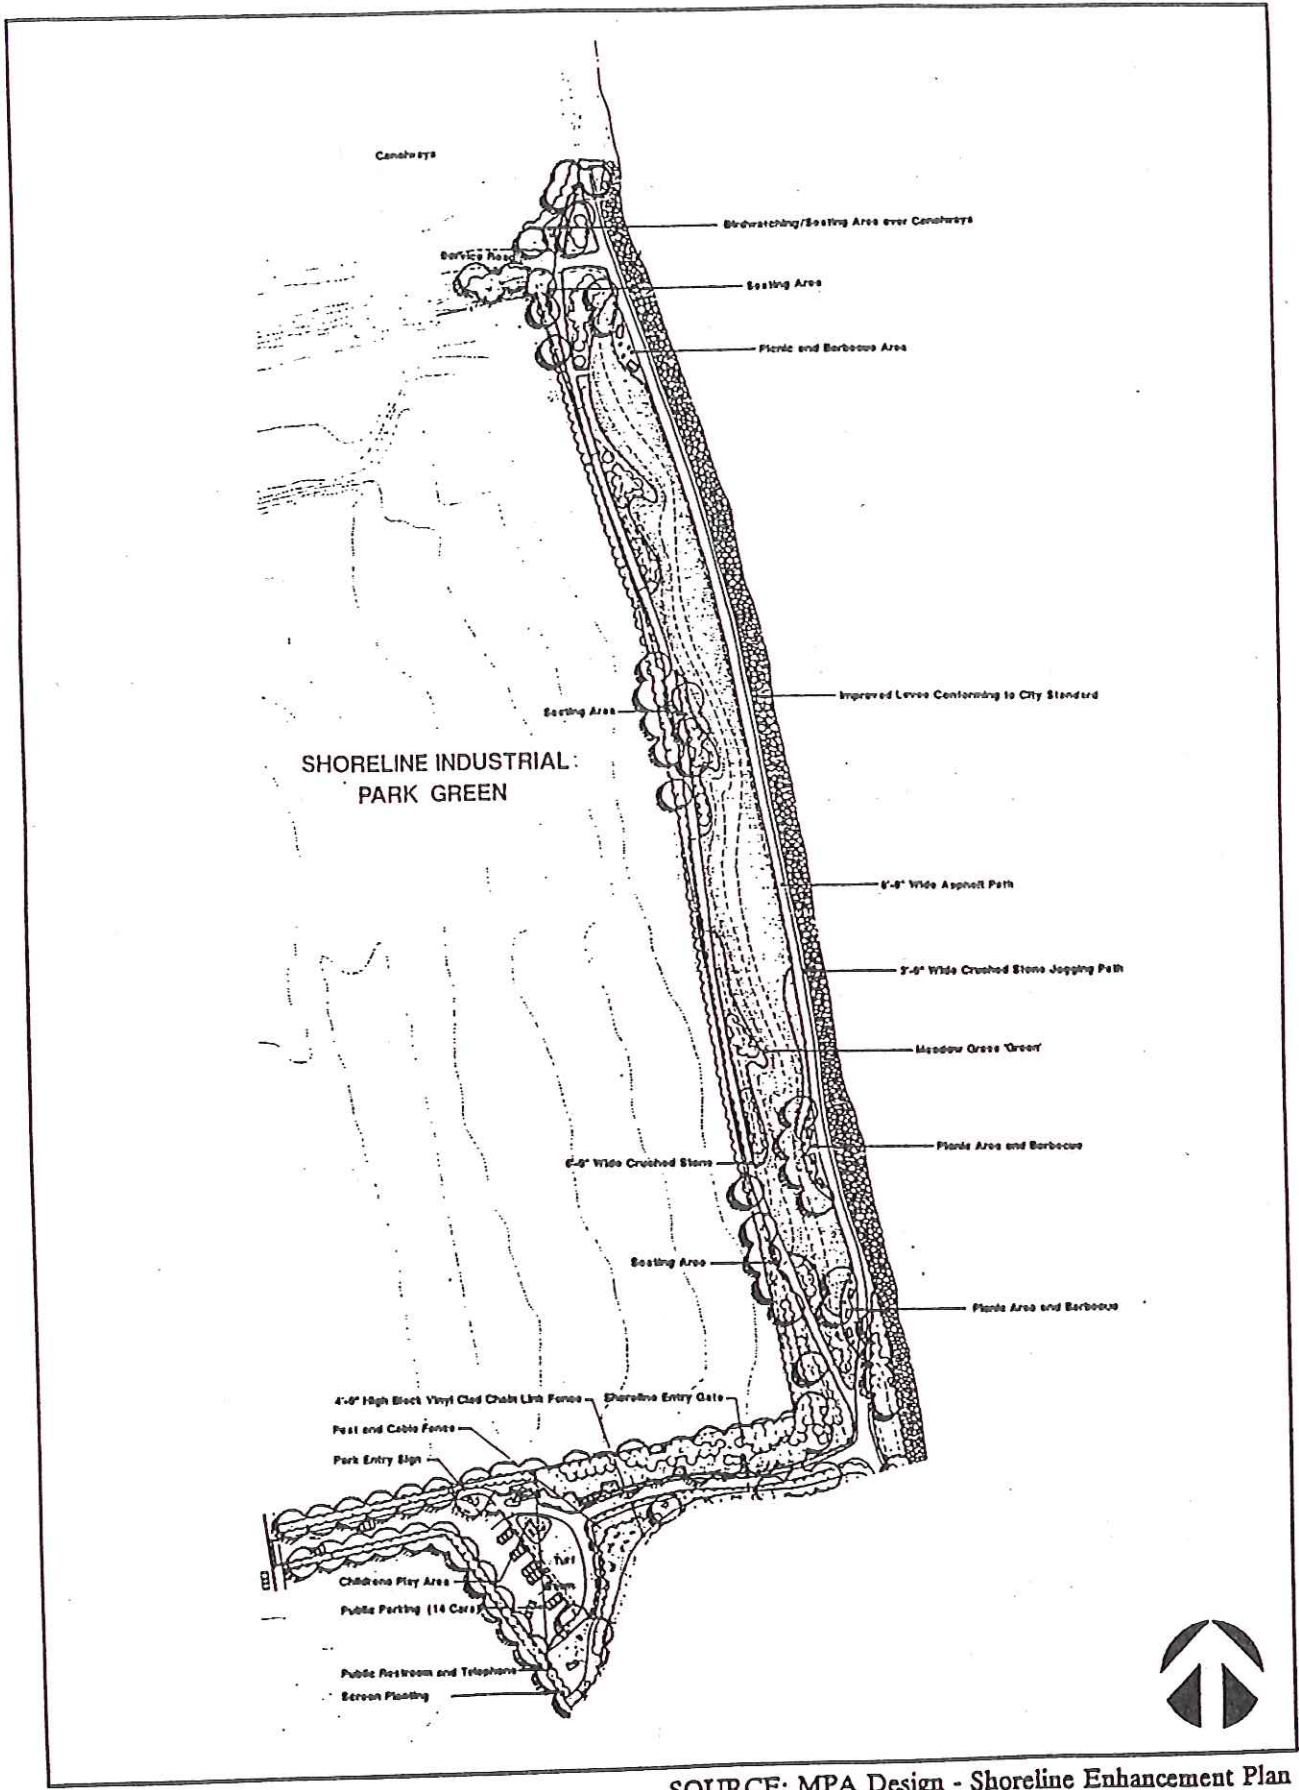 Canalways
Birdwatching/Seating Area over Canalways
Service Road
Seating Area
Picnic and Barbecue Area
Improved Levee Conforming to City Standard
Seating Area
SHORELINE INDUSTRIAL
PARK GREEN
Wide Asphalt Path
Wide Crushed Stone Jogging Path
Meadow Grass 'Green'
Picnic Area and Barbecue
Wide Crushed Stone
Seating Area
Picnic Area and Barbecue
4'-0" High Black Vinyl Clad Chain Link Fence
Shoreline Entry Gate
Post and Cable Fence
Park Entry Sign
Turf
Childrens Play Area
Public Parking (14 Cars)
Public Restroom and Telephone
Screen Planting
SOURCE: MPA Design - Shoreline Enhancement Plan